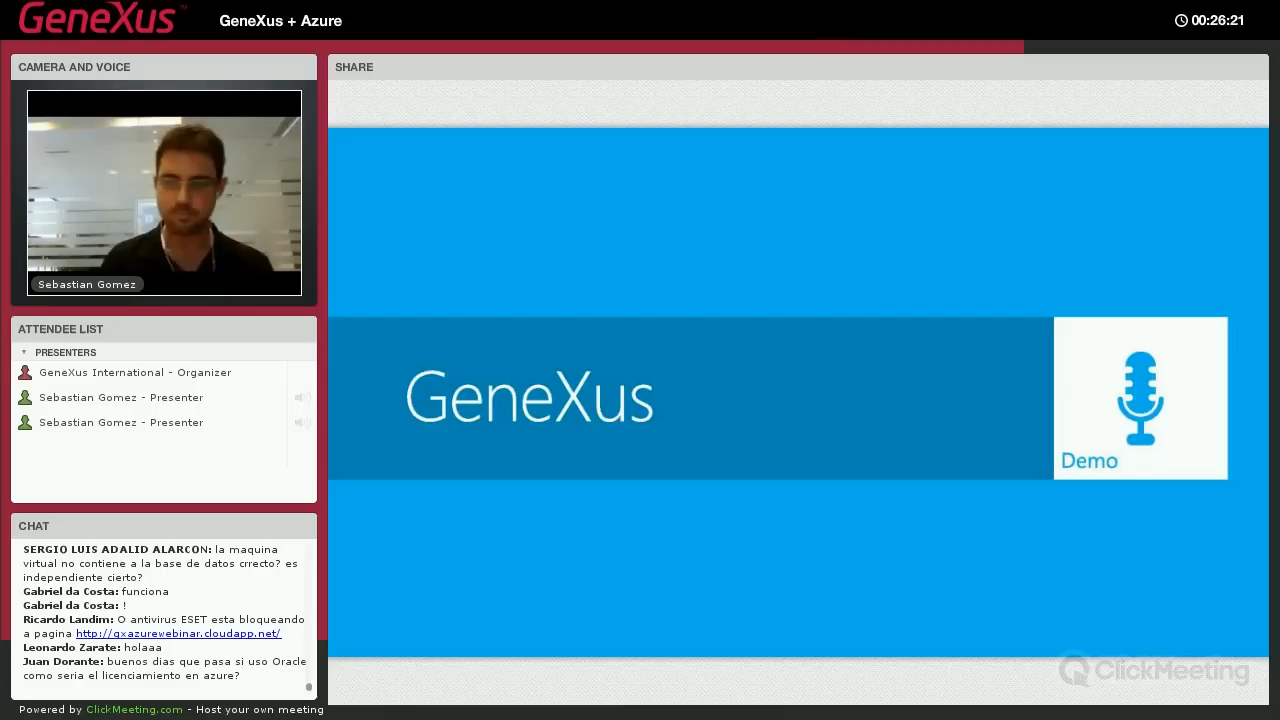 GeneXus™
GeneXus + Azure
00:26:21
CAMERA AND VOICE
Sebastian Gomez
ATTENDEE LIST
PRESENTERS
GeneXus International - Organizer
Sebastian Gomez - Presenter
Sebastian Gomez - Presenter
CHAT
SERGIO LUIS ADALID ALARCON: la maquina
virtual no contiene a la base de datos crrecto? es
independiente cierto?
Gabriel da Costa: funciona
Gabriel da Costa: !
Ricardo Landim: O antivirus ESET esta bloqueando
a pagina http://gxazurewebinar.cloudapp.net/
Leonardo Zarate: holaaa
Juan Dorante: buenos dias que pasa si uso Oracle
como seria el licenciamiento en azure?
Powered by ClickMeeting.com - Host your own meeting
SHARE
GeneXus
Demo
ClickMeeting